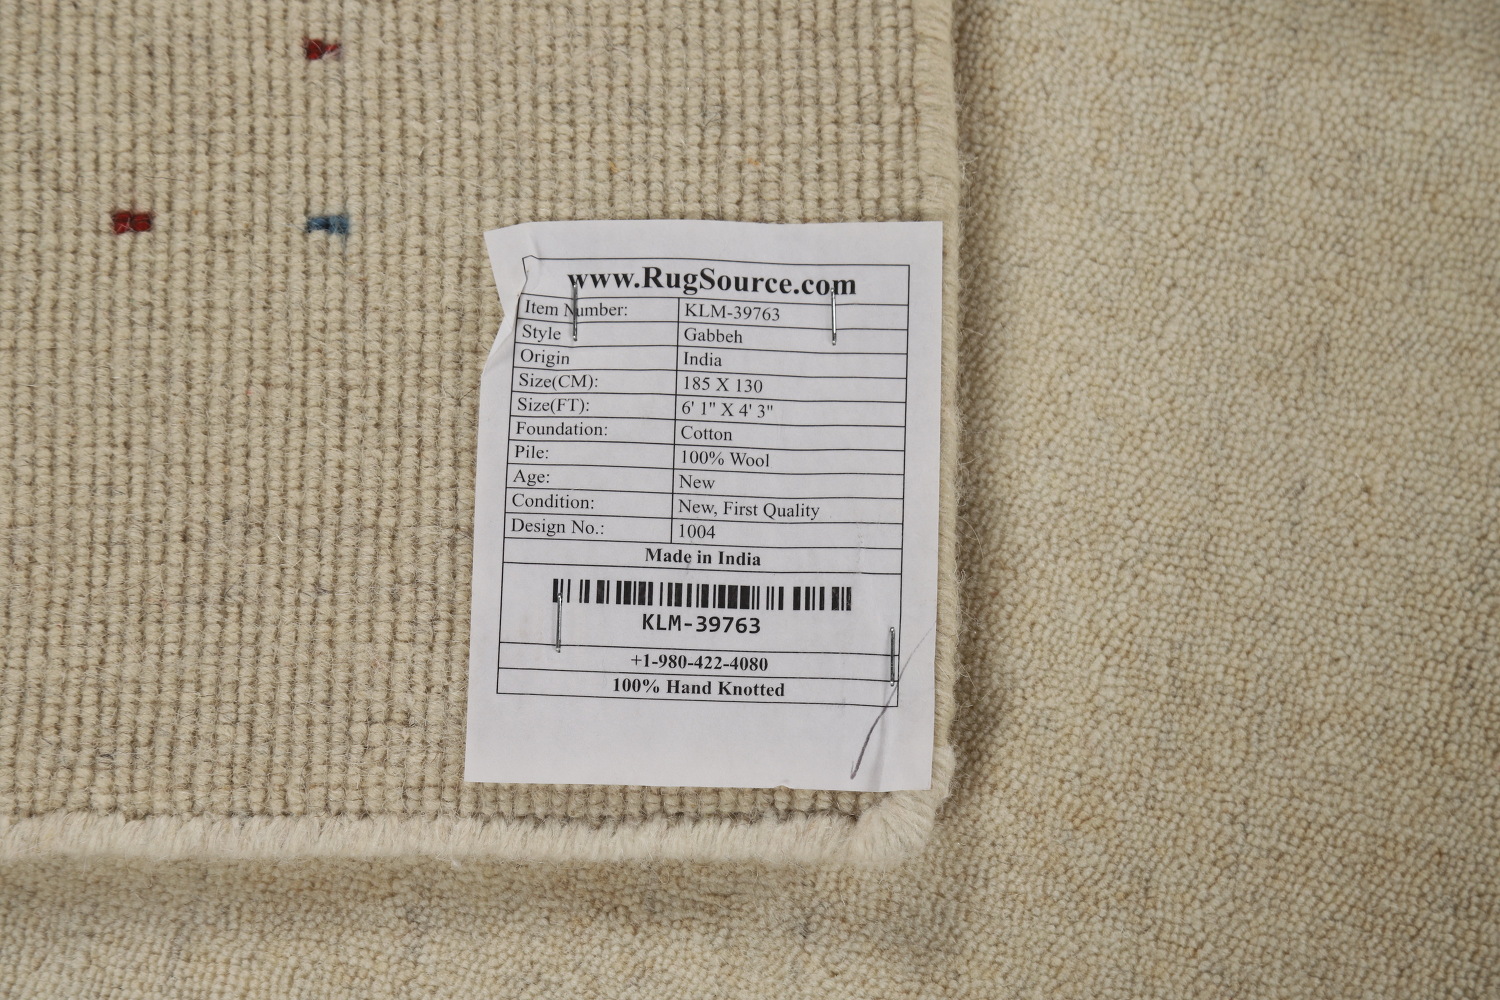 www.RugSource.com
Item Number: KLM-39763
Style Gabbeh
Origin India
Size(CM): 185 X 130
Size(FT): 6' 1" X 4' 3"
Foundation: Cotton
Pile: 100% Wool
Age: New
Condition: New, First Quality
Design No.: 1004
Made in India
KLM-39763
+1-980-422-4080
100% Hand Knotted